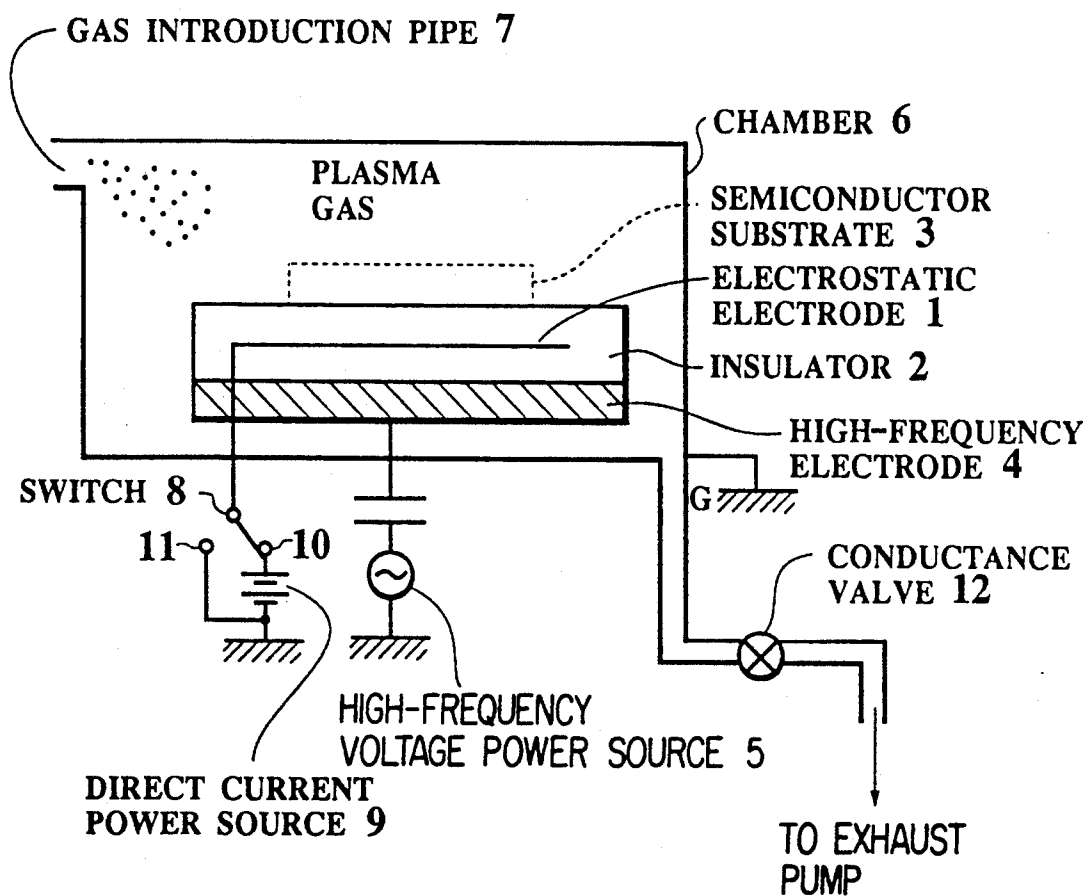 GAS INTRODUCTION PIPE 7
CHAMBER 6
PLASMA
GAS
SEMICONDUCTOR
SUBSTRATE 3
ELECTROSTATIC
ELECTRODE 1
INSULATOR 2
HIGH-FREQUENCY
ELECTRODE 4
G
SWITCH 8
11
10
CONDUCTANCE
VALVE 12
HIGH-FREQUENCY
VOLTAGE POWER SOURCE 5
DIRECT CURRENT
POWER SOURCE 9
TO EXHAUST
PUMP